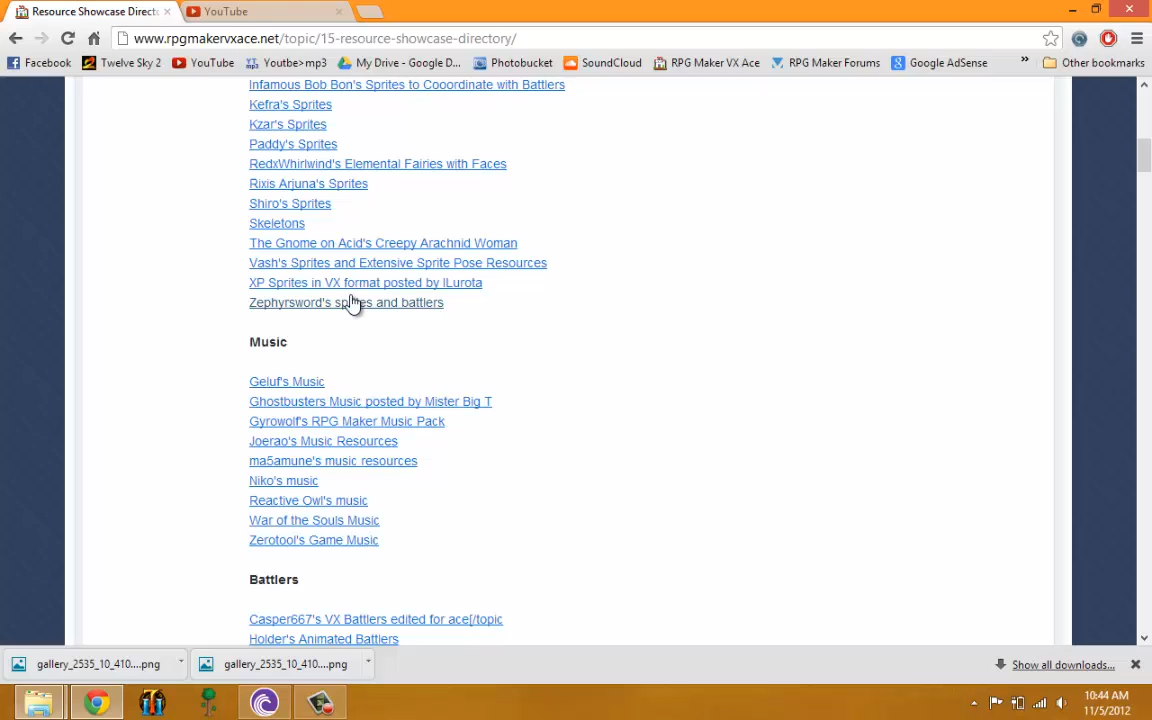 Resource Showcase Direct
YouTube
www.rpgmakervxace.net/topic/15-resource-showcase-directory/
Facebook
Twelve Sky 2
YouTube
Youtbe>mp3
My Drive - Google D...
Photobucket
SoundCloud
RPG Maker VX Ace
RPG Maker Forums
Google AdSense
»
Other bookmarks
Infamous Bob Bon's Sprites to Cooordinate with Battlers
Kefra's Sprites
Kzar's Sprites
Paddy's Sprites
RedxWhirlwind's Elemental Fairies with Faces
Rixis Arjuna's Sprites
Shiro's Sprites
Skeletons
The Gnome on Acid's Creepy Arachnid Woman
Vash's Sprites and Extensive Sprite Pose Resources
XP Sprites in VX format posted by ILurota
Zephyrsword's sprites and battlers
Music
Geluf's Music
Ghostbusters Music posted by Mister Big T
Gyrowolf's RPG Maker Music Pack
Joerao's Music Resources
ma5amune's music resources
Niko's music
Reactive Owl's music
War of the Souls Music
Zerotool's Game Music
Battlers
Casper667's VX Battlers edited for ace[/topic
Holder's Animated Battlers
gallery_2535_10_410....png
gallery_2535_10_410....png
Show all downloads...
10:44 AM
11/5/2012